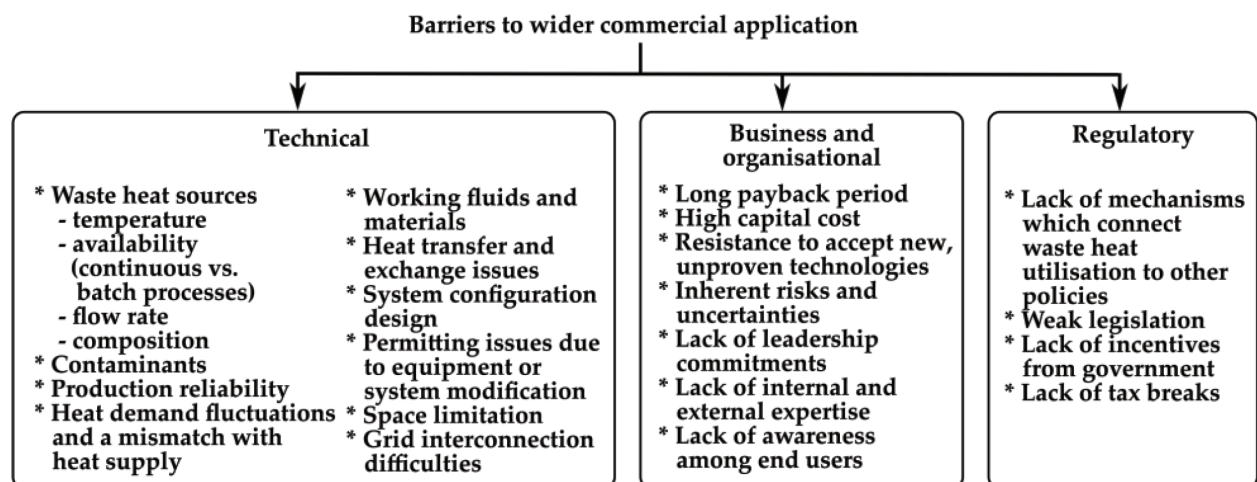 Barriers to wider commercial application
Technical
* Waste heat sources
- temperature
- availability
(continuous vs.
batch processes)
- flow rate
- composition
* Contaminants
* Production reliability
* Heat demand fluctuations
and a mismatch with
heat supply
* Working fluids and
materials
* Heat transfer and
exchange issues
* System configuration
design
* Permitting issues due
to equipment or
system modification
* Space limitation
* Grid interconnection
difficulties
Business and
organisational
* Long payback period
* High capital cost
* Resistance to accept new,
unproven technologies
* Inherent risks and
uncertainties
* Lack of leadership
commitments
* Lack of internal and
external expertise
* Lack of awareness
among end users
Regulatory
* Lack of mechanisms
which connect
waste heat
utilisation to other
policies
* Weak legislation
* Lack of incentives
from government
* Lack of tax breaks